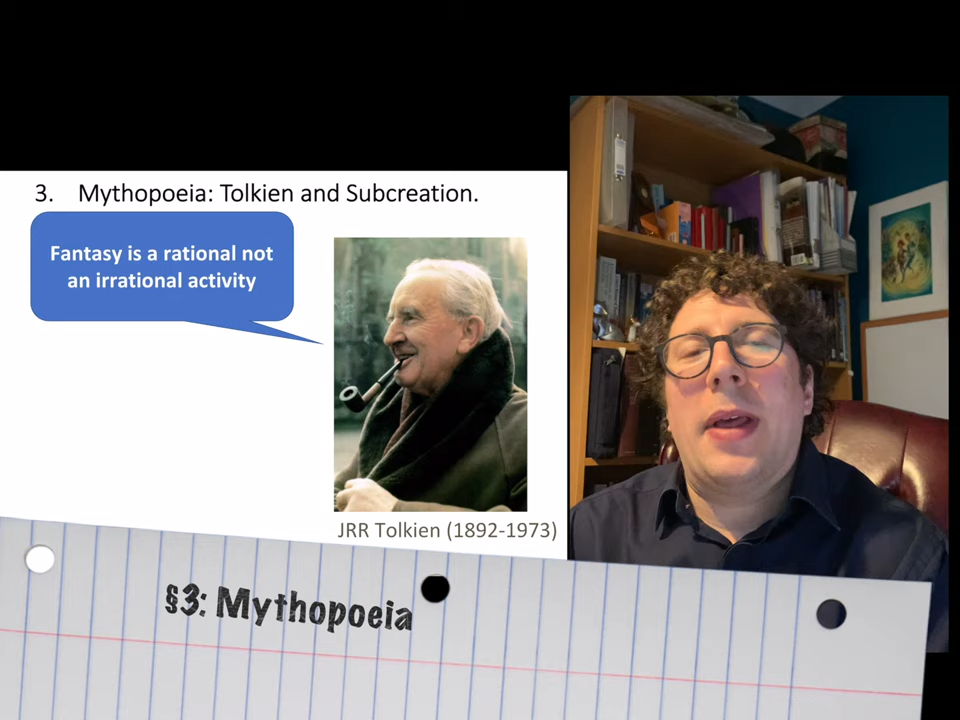 3. Mythopoeia: Tolkien and Subcreation.
Fantasy is a rational not
an irrational activity
JRR Tolkien (1892-1973)
§3: Mythopoeia